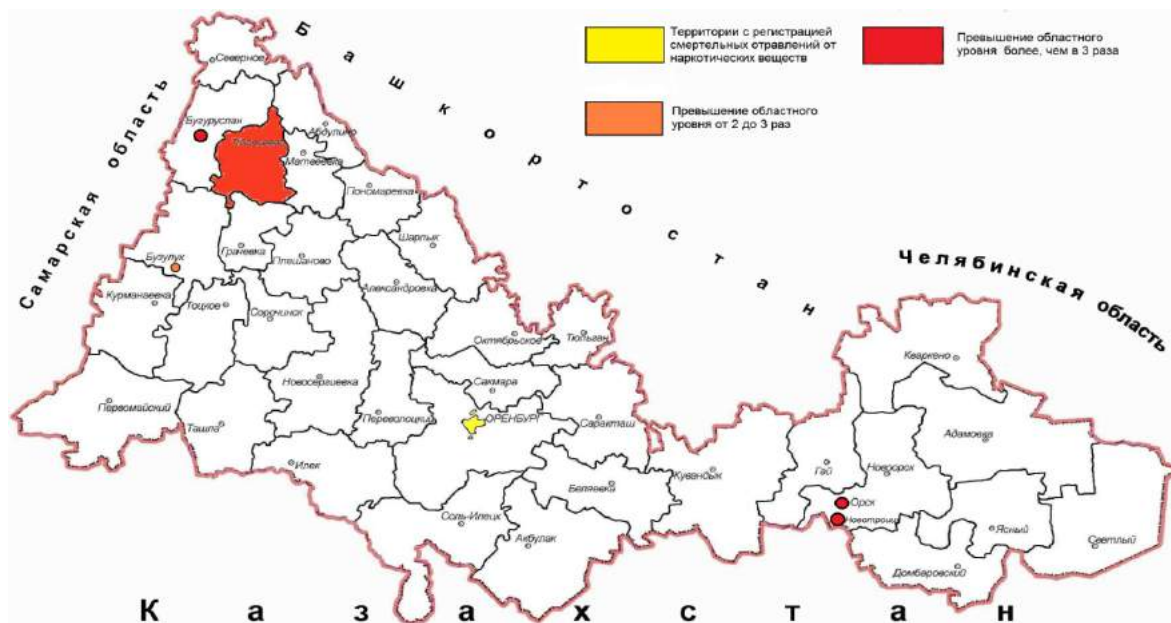 Территории с регистрацией
смертельных отравлений от
наркотических веществ
Превышение областного
уровня более, чем в 3 раза
Превышение областного
уровня от 2 до 3 раз
Башкортостан
Самарская область
Челябинская область
Казахстан
Северное
Бугуруслан
Абдулино
Матвеевка
Пономаревка
Шарлык
Бузулук
Грачевка
Плешаново
Александровка
Курманаевка
Тоцкое
Сорочинск
Октябрьское
Тюльган
Новосергиевка
Сакмара
Первомайский
Ташла
Переволоцкий
ОРЕНБУРГ
Саракташ
Илек
Беляевка
Кувандык
Соль-Илецк
Акбулак
Кваркено
Адамовка
Гай
Новоорск
Орск
Ясный
Светлый
Домбаровский